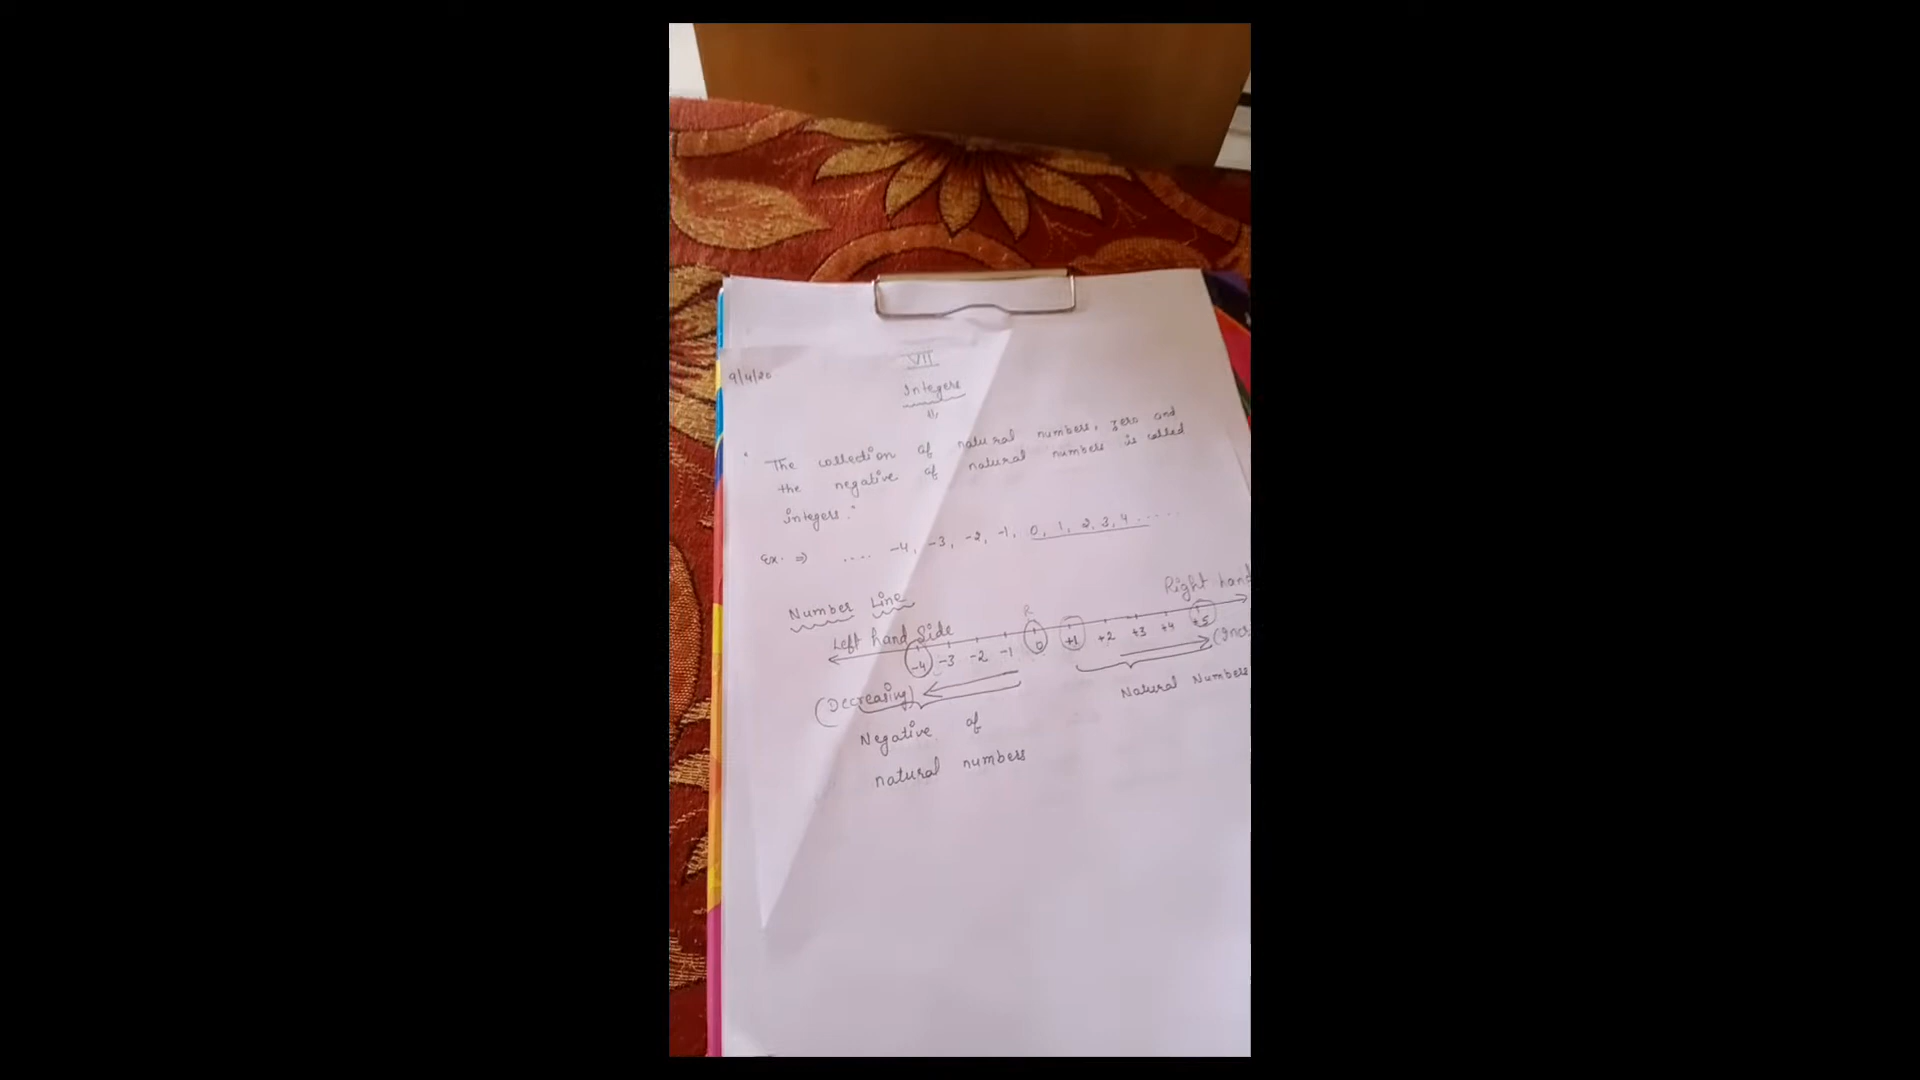 VII
9/4/20
Integers
" The collection of natural numbers, zero and
the negative of natural numbers is called
integers."
Ex. ⇒ .... -4, -3, -2, -1, 0, 1, 2, 3, 4 .....
Number Line
Right hand
Left hand Side
-4 -3 -2 -1 0 +1 +2 +3 +4 +5
(Decreasing)
Natural Numbers
Negative of
natural numbers